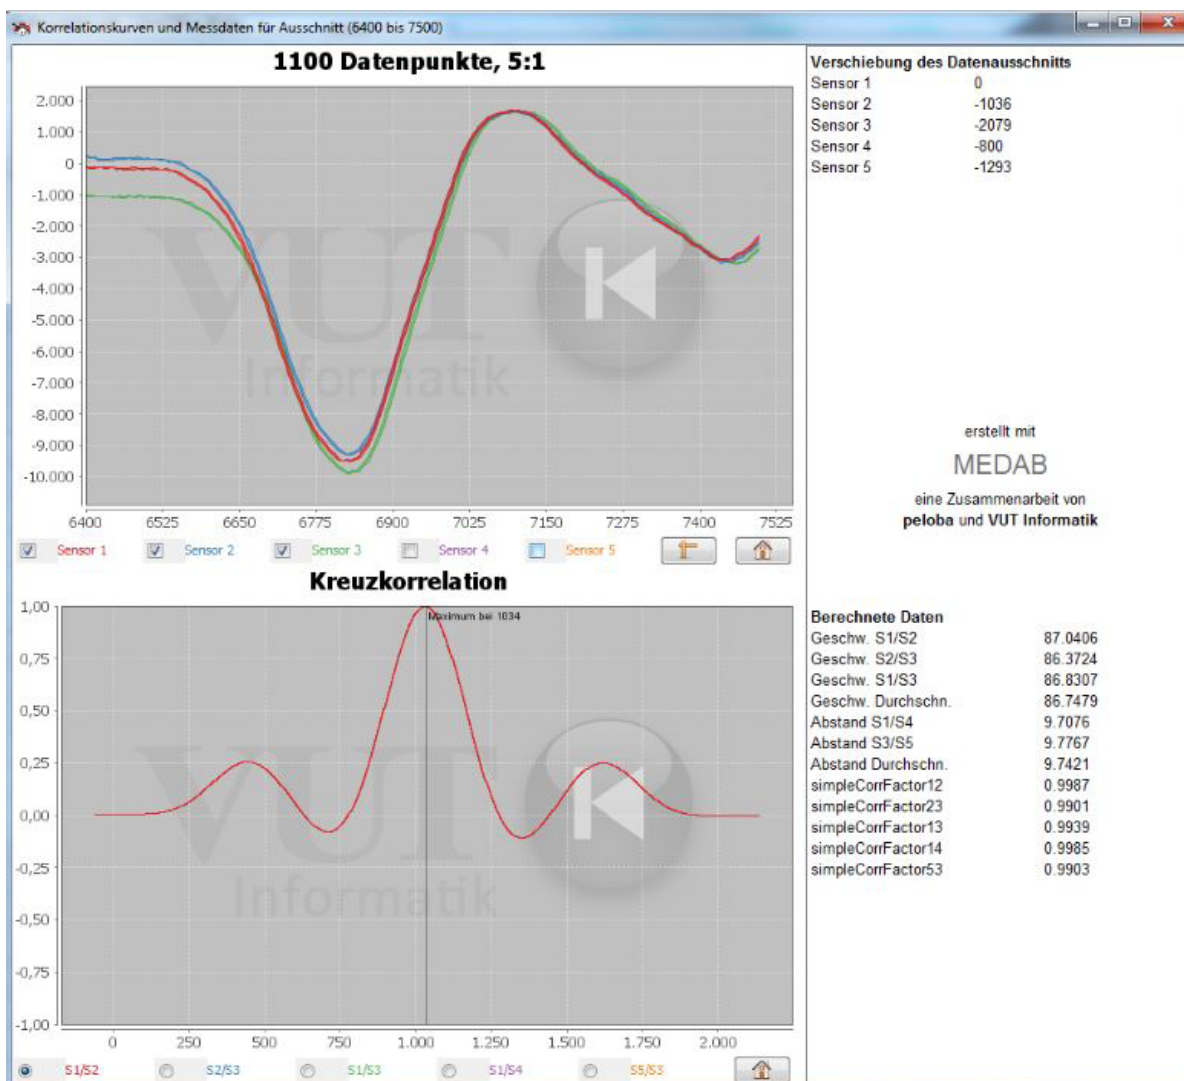 Korrelationskurven und Messdaten für Ausschnitt (6400 bis 7500)
1100 Datenpunkte, 5:1
2.000
1.000
0
-1.000
-2.000
-3.000
-4.000
-5.000
-6.000
-7.000
-8.000
-9.000
-10.000
VUT
Informatik
6400 6525 6650 6775 6900 7025 7150 7275 7400 7525
Sensor 1 Sensor 2 Sensor 3 Sensor 4 Sensor 5
Kreuzkorrelation
Maximum bei 1034
1,00
0,75
0,50
0,25
0,00
-0,25
-0,50
-0,75
-1,00
VUT
Informatik
0 250 500 750 1.000 1.250 1.500 1.750 2.000
S1/S2 S2/S3 S1/S3 S1/S4 S5/S3
Verschiebung des Datenausschnitts
Sensor 1 0
Sensor 2 -1036
Sensor 3 -2079
Sensor 4 -800
Sensor 5 -1293
erstellt mit
MEDAB
eine Zusammenarbeit von
peloba und VUT Informatik
Berechnete Daten
Geschw. S1/S2 87.0406
Geschw. S2/S3 86.3724
Geschw. S1/S3 86.8307
Geschw. Durchschn. 86.7479
Abstand S1/S4 9.7076
Abstand S3/S5 9.7767
Abstand Durchschn. 9.7421
simpleCorrFactor12 0.9987
simpleCorrFactor23 0.9901
simpleCorrFactor13 0.9939
simpleCorrFactor14 0.9985
simpleCorrFactor53 0.9903